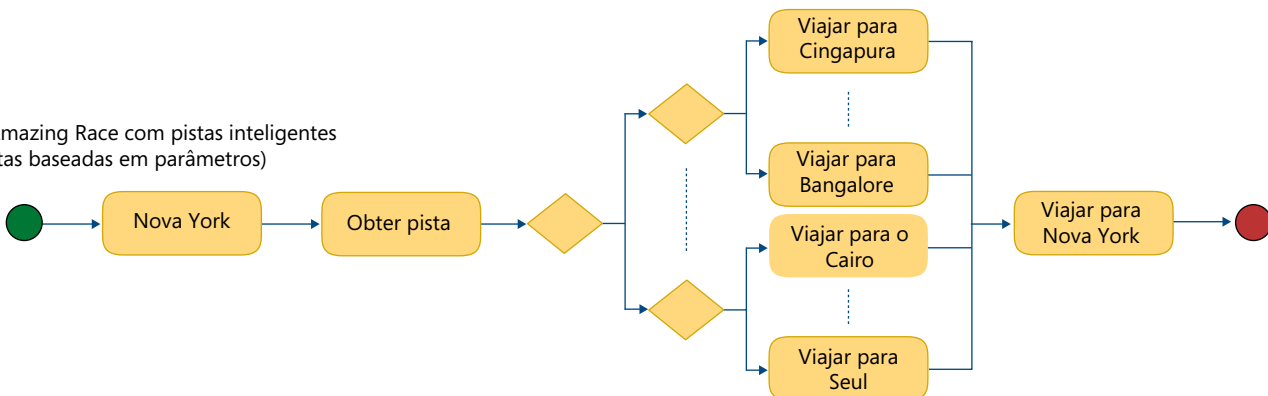 mazing Race com pistas inteligentes
tas baseadas em parâmetros)
Nova York
Obter pista
Viajar para
Cingapura
Viajar para
Bangalore
Viajar para o
Cairo
Viajar para
Seul
Viajar para
Nova York